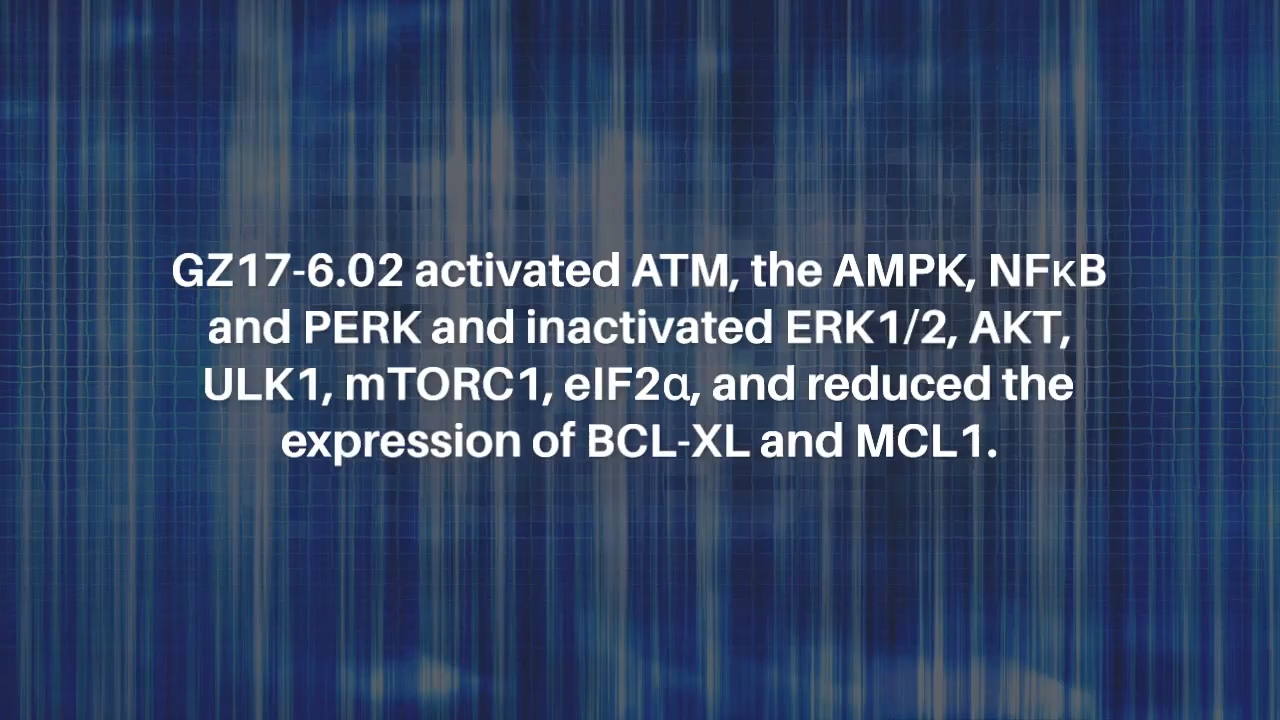 GZ17-6.02 activated ATM, the AMPK, NFκB
and PERK and inactivated ERK1/2, AKT,
ULK1, mTORC1, eIF2α, and reduced the
expression of BCL-XL and MCL1.